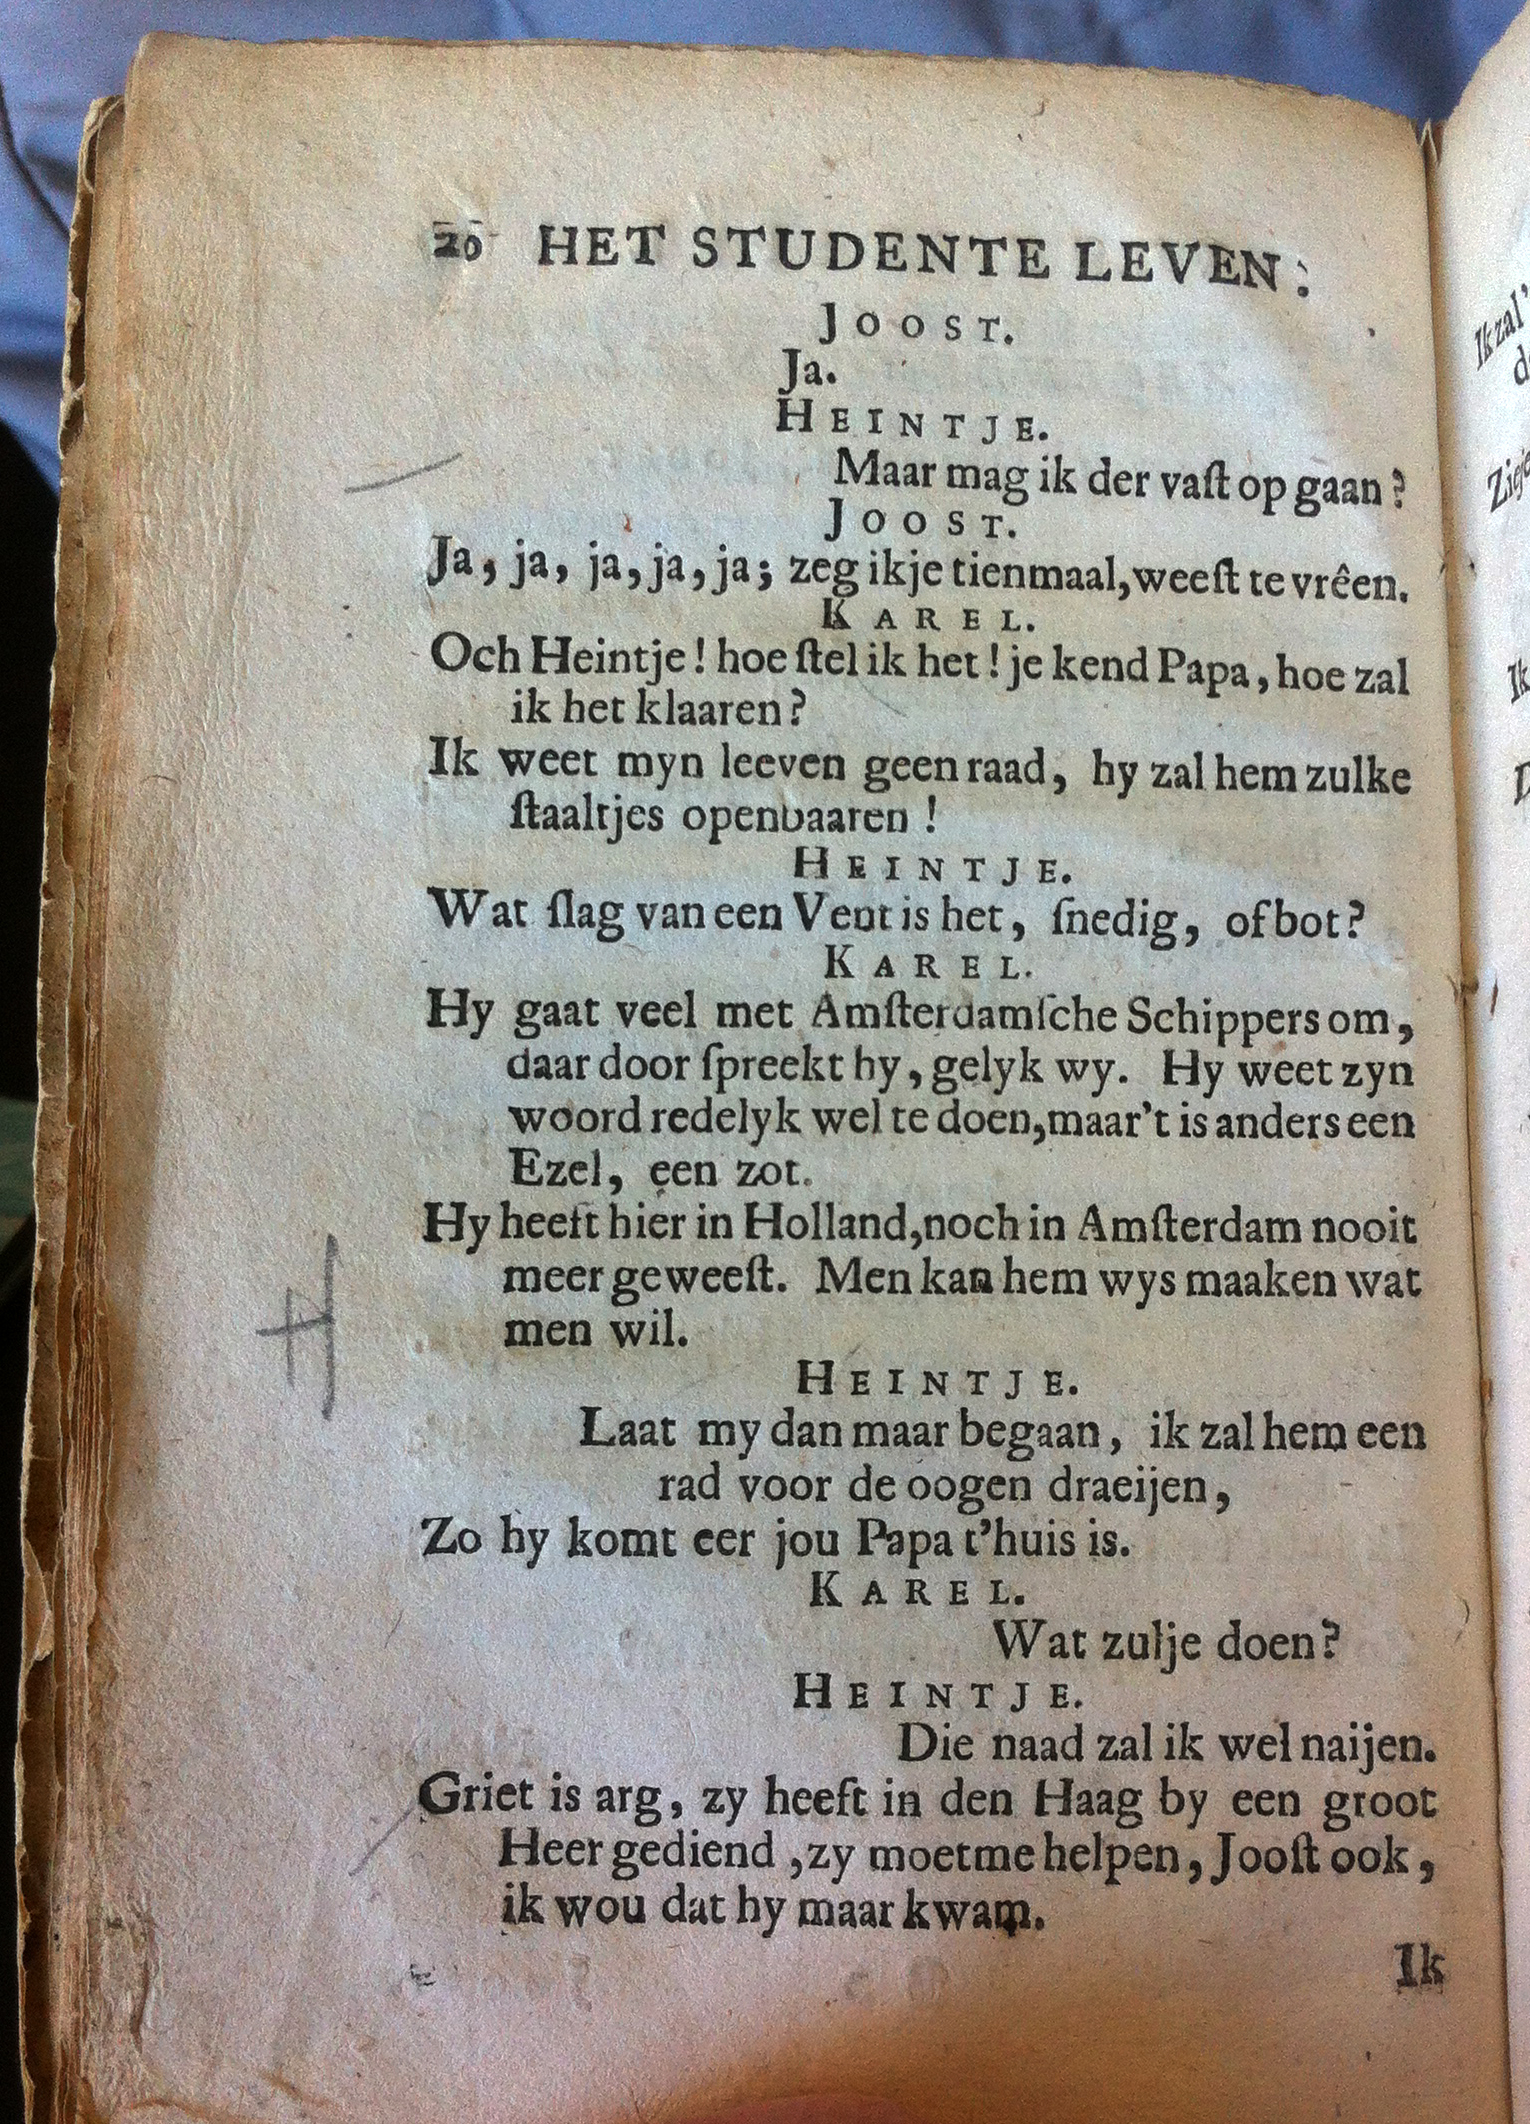 20 HET STUDENTE LEVEN:
JOOST.
Ja.
HEINTJE.
Maar mag ik der vaſt op gaan?
JOOST.
Ja, ja, ja, ja, ja; zeg ikje tienmaal, weeſt te vrêen.
KAREL.
Och Heintje! hoe ſtel ik het! je kend Papa, hoe zal
ik het klaaren?
Ik weet myn leeven geen raad, hy zal hem zulke
ſtaaltjes openbaaren!
HEINTJE.
Wat ſlag van een Vent is het, ſnedig, of bot?
KAREL.
Hy gaat veel met Amſterdamſche Schippers om,
daar door ſpreekt hy, gelyk wy. Hy weet zyn
woord redelyk wel te doen, maar't is anders een
Ezel, een zot.
Hy heeft hier in Holland, noch in Amſterdam nooit
meer geweeſt. Men kan hem wys maaken wat
men wil.
HEINTJE.
Laat my dan maar begaan, ik zal hem een
rad voor de oogen draeijen,
Zo hy komt eer jou Papa t'huis is.
KAREL.
Wat zulje doen?
HEINTJE.
Die naad zal ik wel naijen.
Griet is arg, zy heeft in den Haag by een groot
Heer gediend, zy moetme helpen, Jooſt ook,
ik wou dat hy maar kwam.
Ik
Ik zal'
Ik